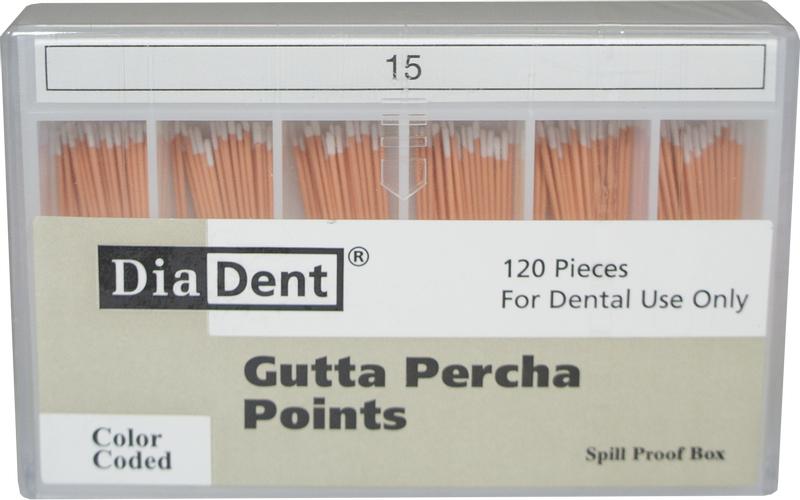 15
DiaDent®
120 Pieces
For Dental Use Only
Gutta Percha
Points
Color
Coded
Spill Proof Box